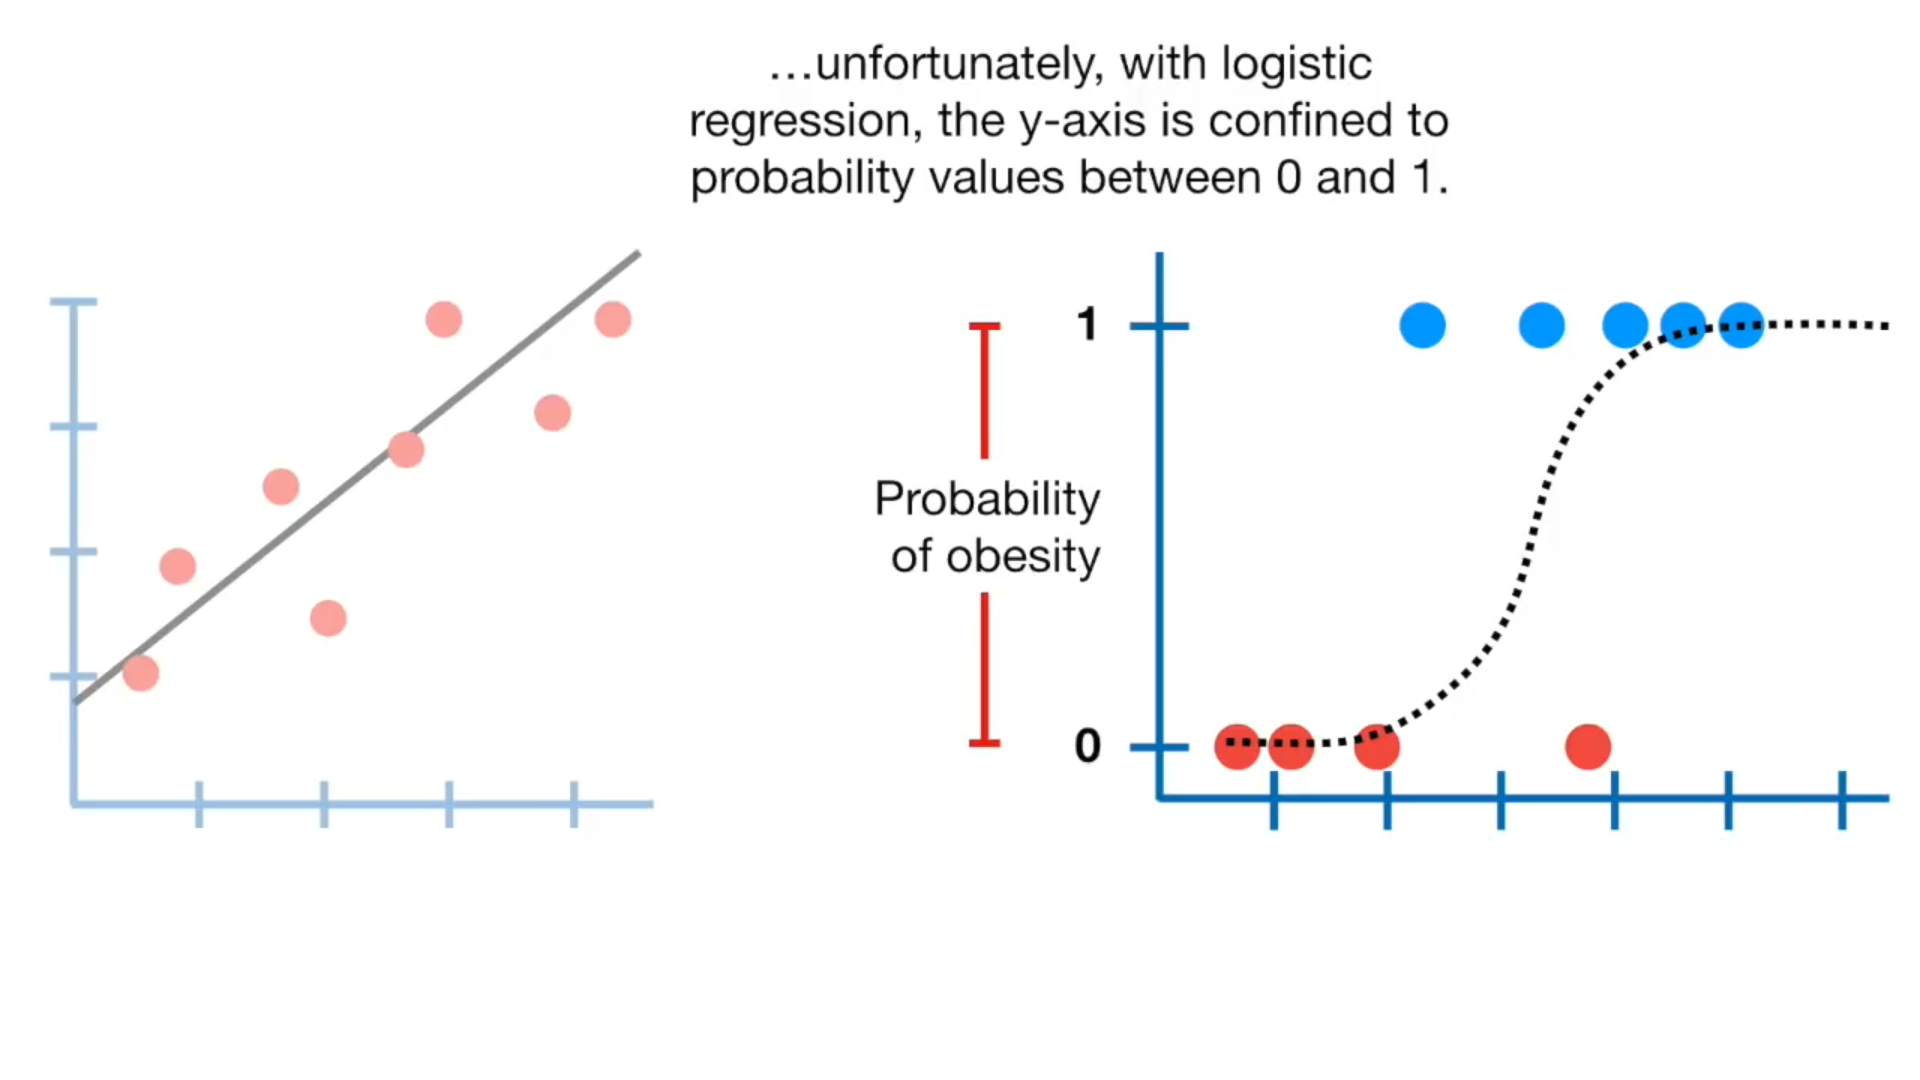 ...unfortunately, with logistic
regression, the y-axis is confined to
probability values between 0 and 1.
1
Probability
of obesity
0